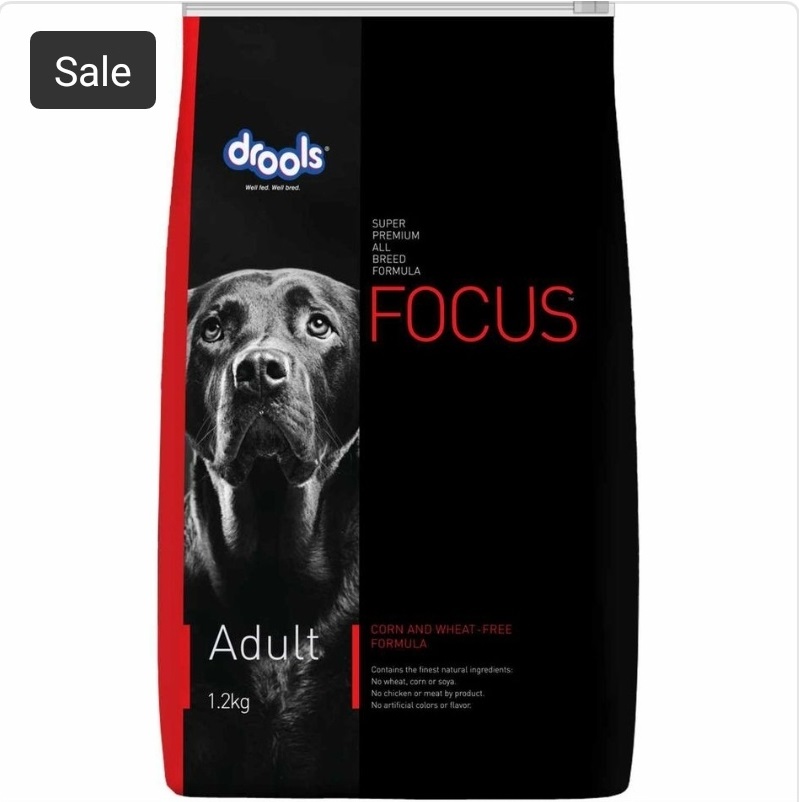 Sale
drools®
Well fed. Well bred.
SUPER
PREMIUM
ALL
BREED
FORMULA
FOCUS™
Adult
1.2kg
CORN AND WHEAT-FREE
FORMULA
Contains the finest natural ingredients:
No wheat, corn or soya.
No chicken or meat by product.
No artificial colors or flavor.